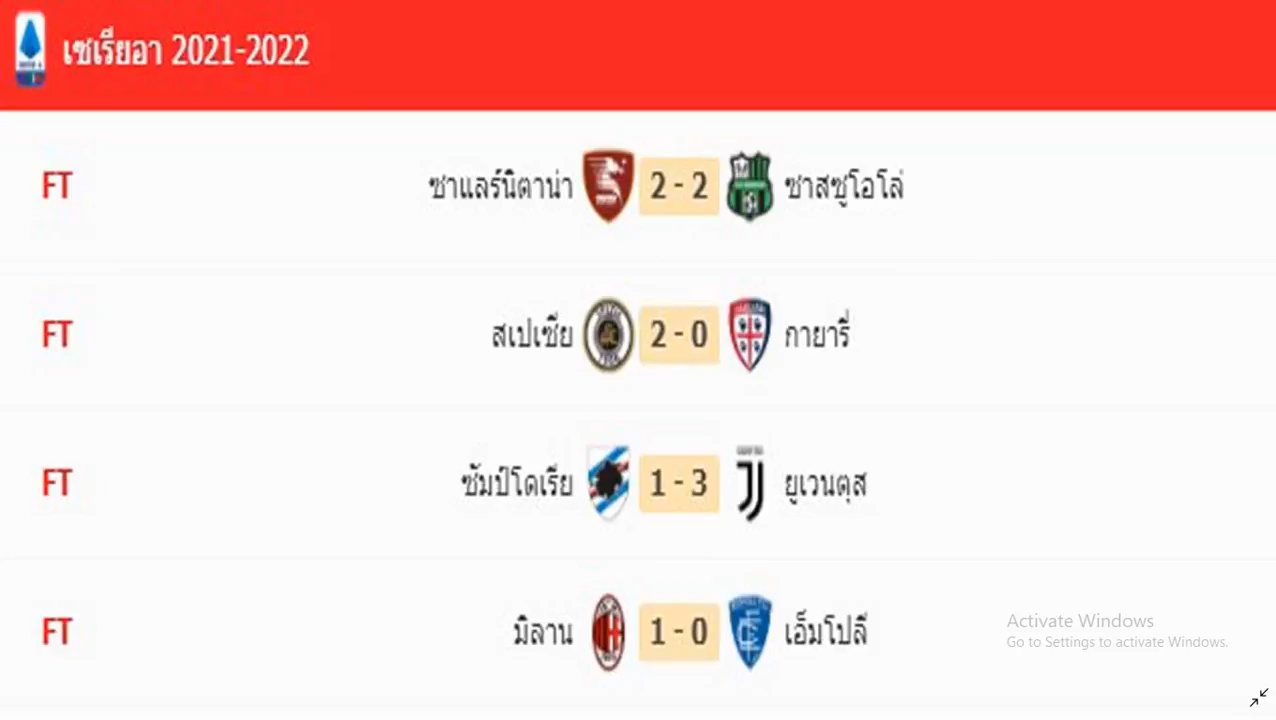 เซเรียอา 2021-2022
FT ซาแลร์นิตาน่า 2 - 2 ซาสซูโอโล่
FT สเปเซีย 2 - 0 กายารี่
FT ซัมป์โดเรีย 1 - 3 ยูเวนตุส
FT มิลาน 1 - 0 เอ็มโปลี
Activate Windows
Go to Settings to activate Windows.